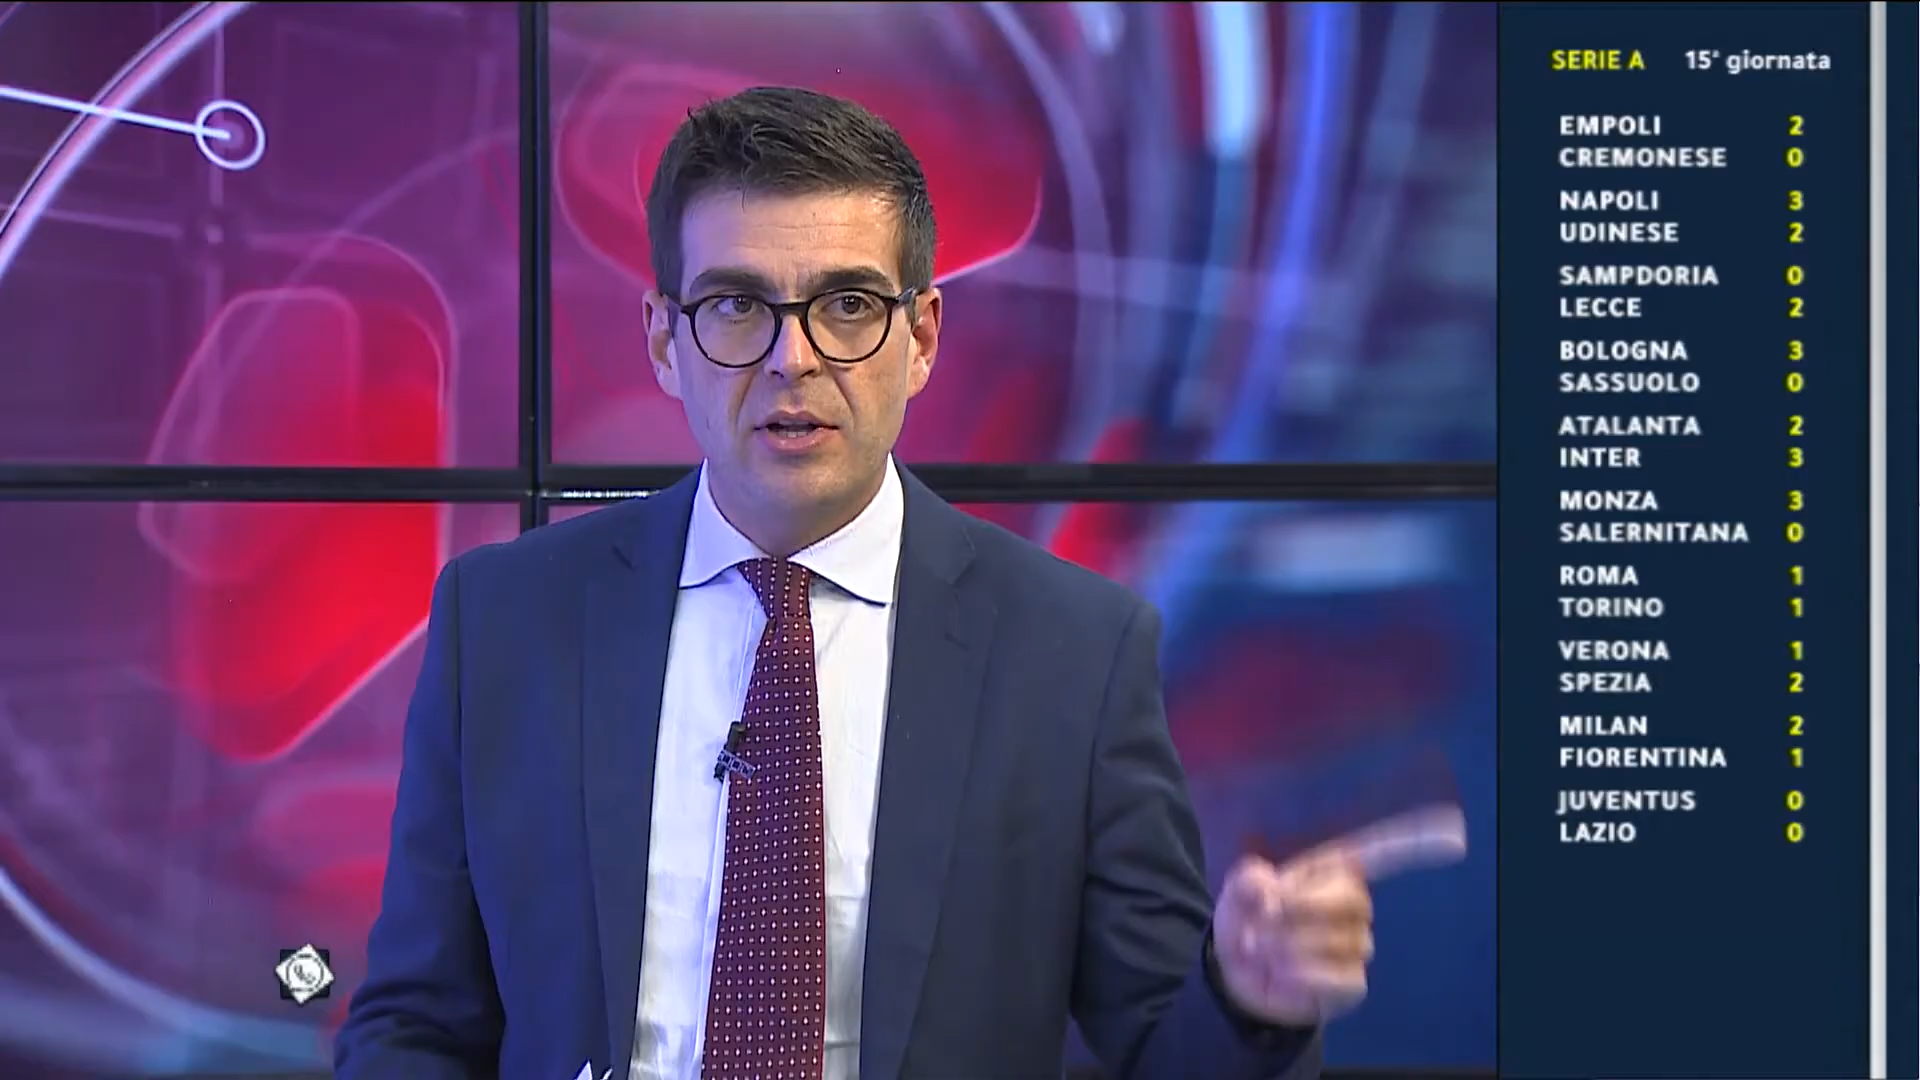 SERIE A 15ª giornata
EMPOLI 2
CREMONESE 0
NAPOLI 3
UDINESE 2
SAMPDORIA 0
LECCE 2
BOLOGNA 3
SASSUOLO 0
ATALANTA 2
INTER 3
MONZA 3
SALERNITANA 0
ROMA 1
TORINO 1
VERONA 1
SPEZIA 2
MILAN 2
FIORENTINA 1
JUVENTUS 0
LAZIO 0